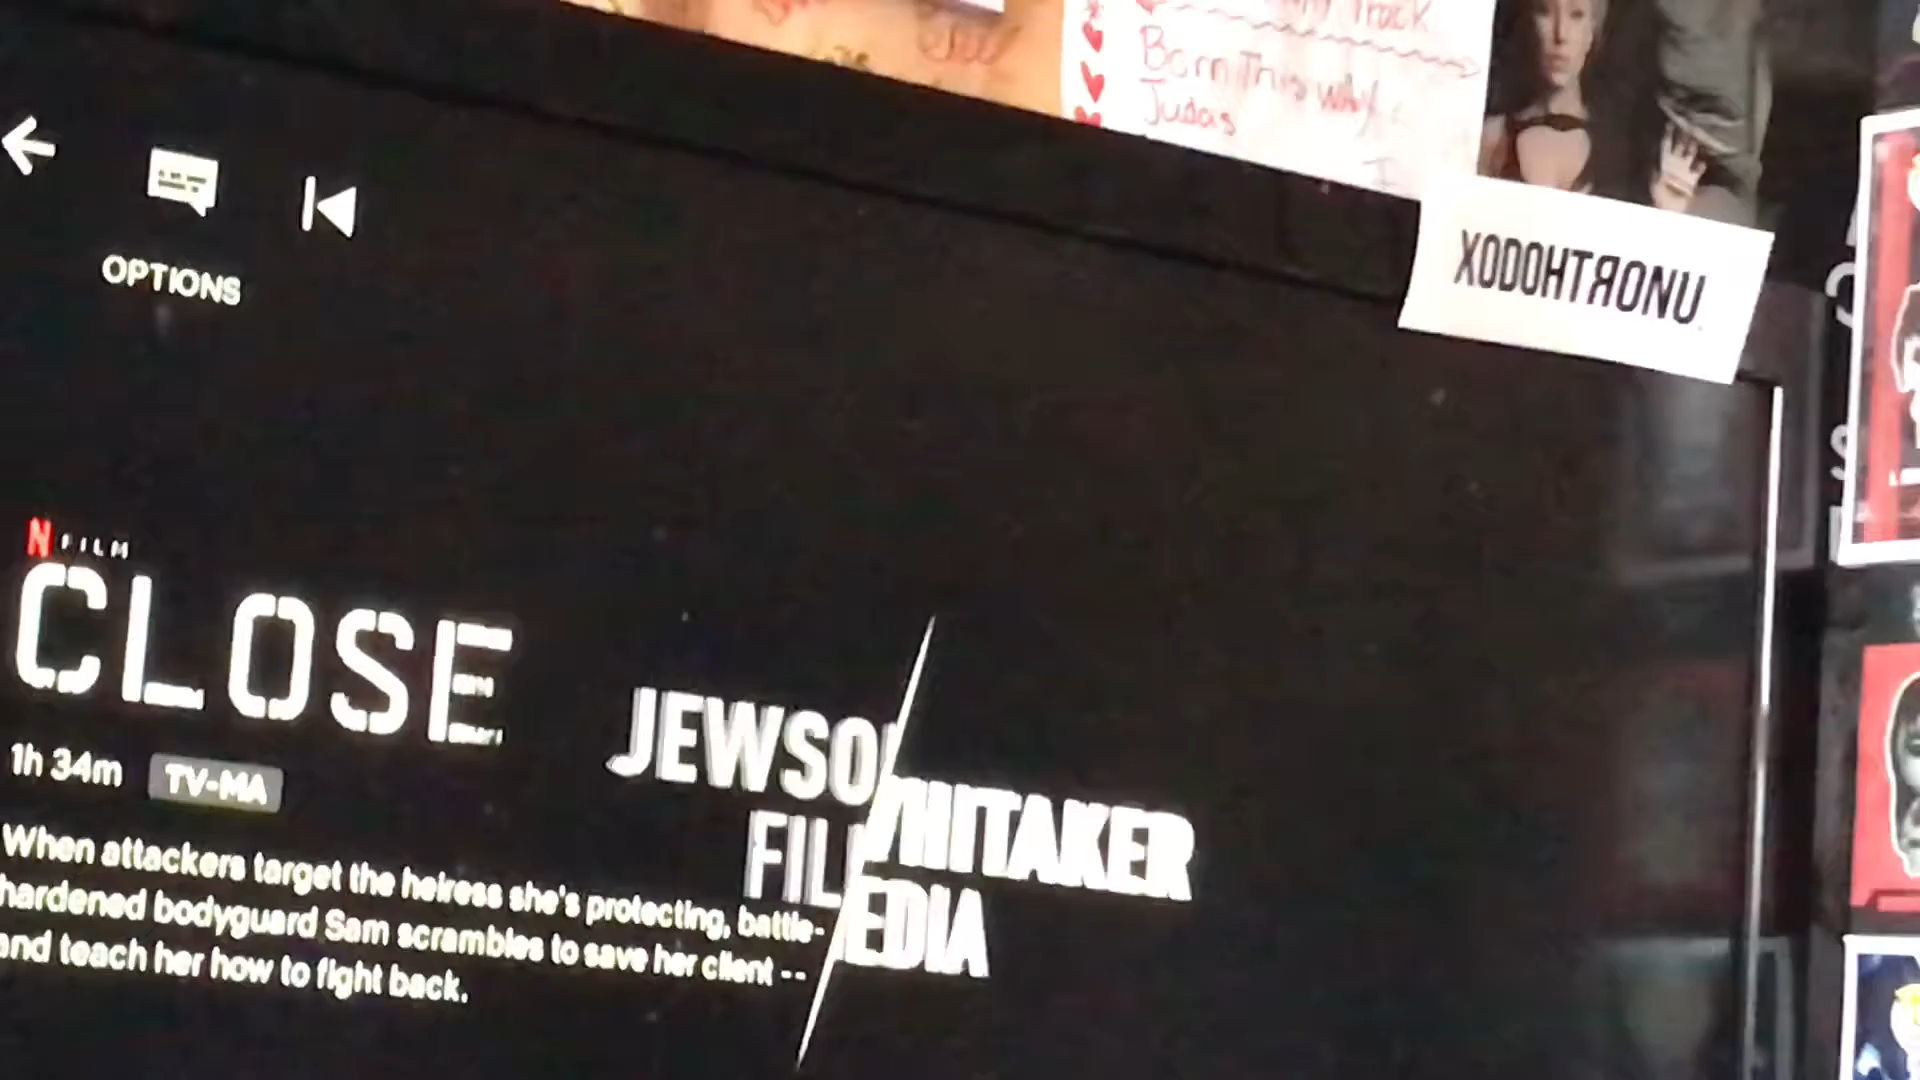 Track
Born This Way
Judas
I
XODOHTЯONU
OPTIONS
N FILM
CLOSE
1h 34m TV-MA
When attackers target the heiress she's protecting, battle-
hardened bodyguard Sam scrambles to save her client --
and teach her how to fight back.
JEWSO
WHITAKER
FIL
EDIA